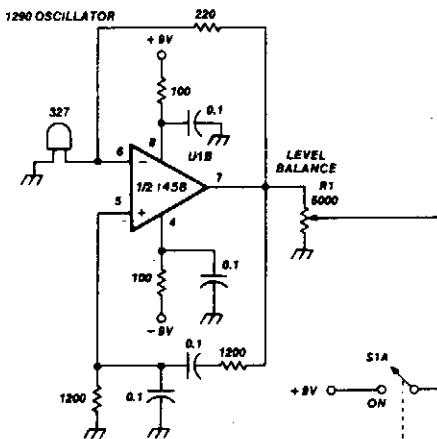 1290 OSCILLATOR
220
+9V
100
0.1
327
8
U1B
6
-
1/2 1458
7
5
+
4
LEVEL
BALANCE
R1
5000
100
0.1
-9V
0.1
1200
1200
0.1
S1A
+9V
ON